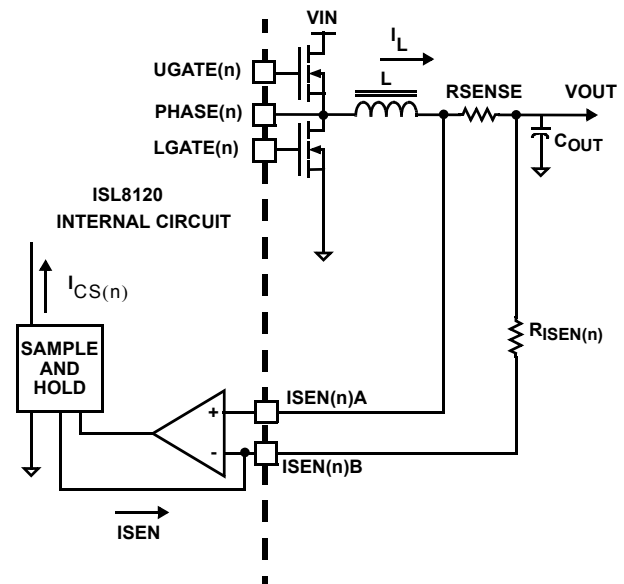 VIN
UGATE(n)
I_L
L
RSENSE
VOUT
PHASE(n)
C_OUT
LGATE(n)
ISL8120
INTERNAL CIRCUIT
I_CS(n)
R_ISEN(n)
SAMPLE
AND
HOLD
ISEN(n)A
+
-
ISEN(n)B
ISEN